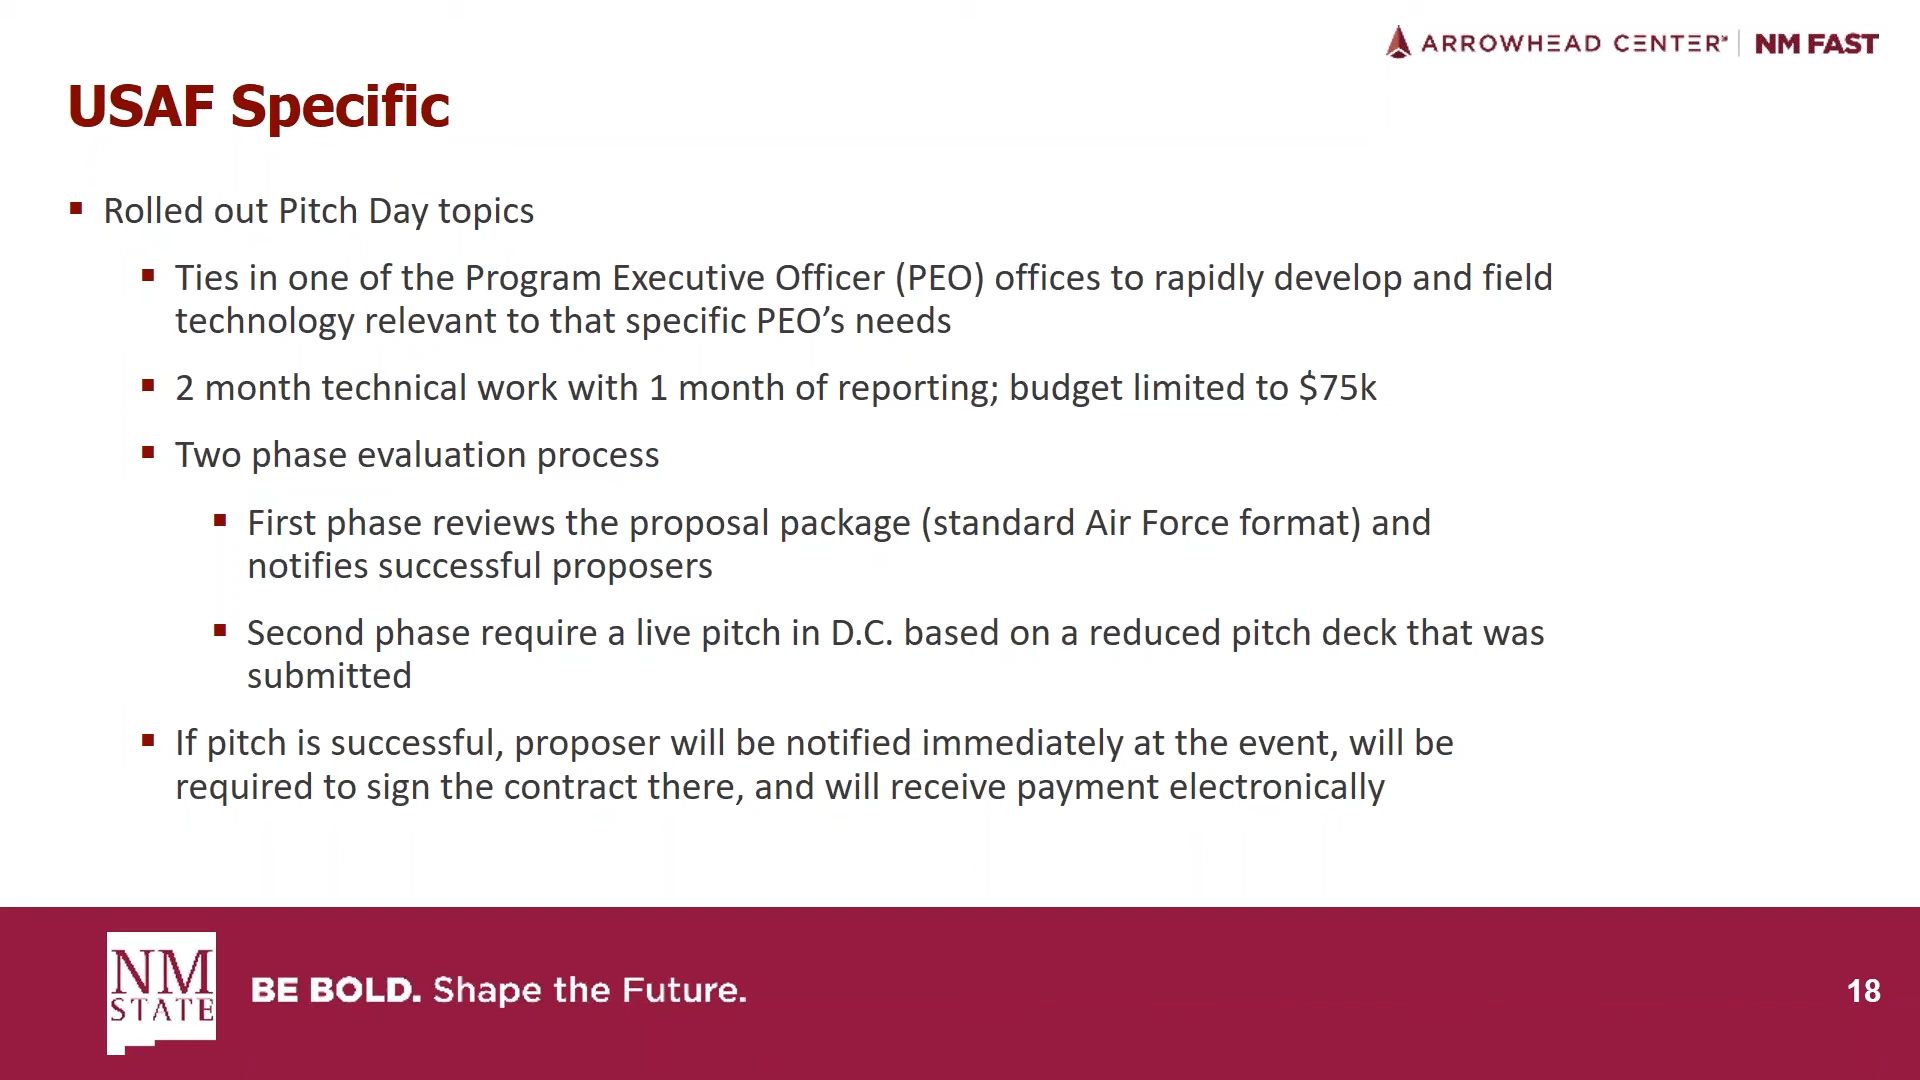 ARROWHEAD CENTER | NM FAST
USAF Specific
▪ Rolled out Pitch Day topics
▪ Ties in one of the Program Executive Officer (PEO) offices to rapidly develop and field
technology relevant to that specific PEO’s needs
▪ 2 month technical work with 1 month of reporting; budget limited to $75k
▪ Two phase evaluation process
▪ First phase reviews the proposal package (standard Air Force format) and
notifies successful proposers
▪ Second phase require a live pitch in D.C. based on a reduced pitch deck that was
submitted
▪ If pitch is successful, proposer will be notified immediately at the event, will be
required to sign the contract there, and will receive payment electronically
NM
STATE
BE BOLD. Shape the Future.
18